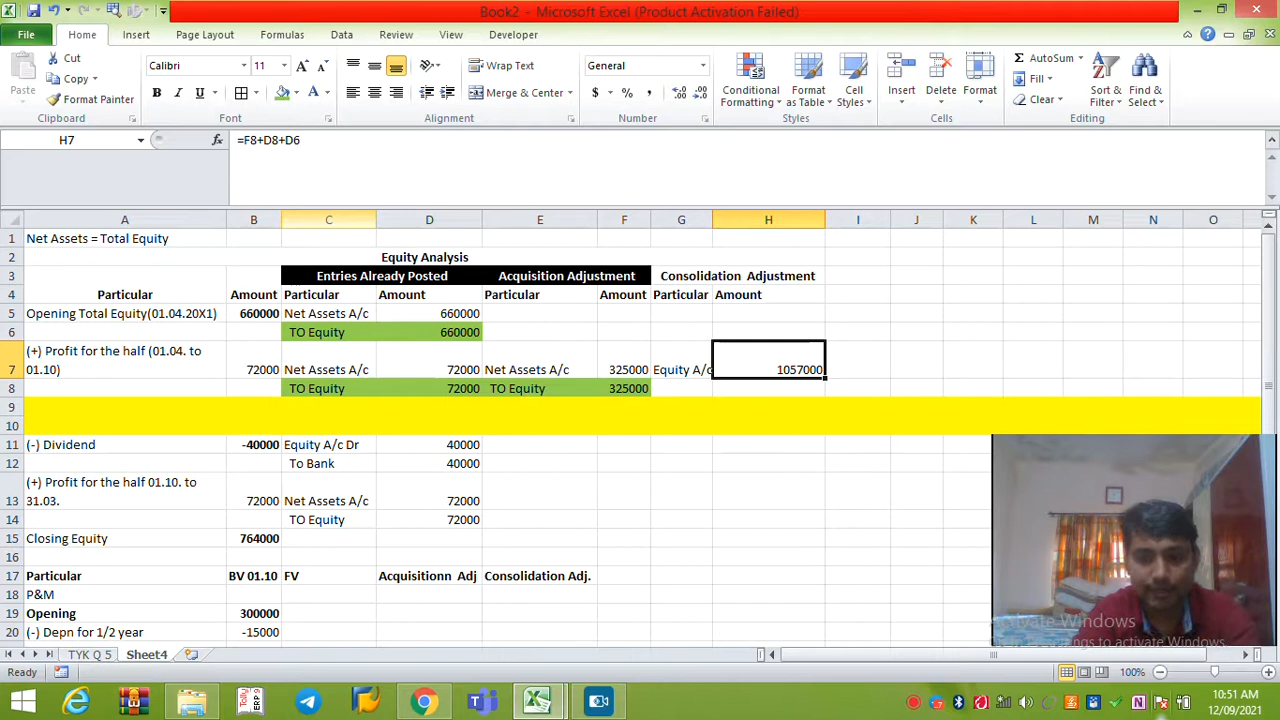 Book2 - Microsoft Excel (Product Activation Failed)
File Home Insert Page Layout Formulas Data Review View Developer
Paste
Cut
Copy
Format Painter
Clipboard
Calibri 11
B I U
Font
Wrap Text
Merge & Center
Alignment
General
$ % ,
Number
Conditional Formatting
Format as Table
Cell Styles
Styles
Insert Delete Format
Cells
AutoSum
Fill
Clear
Sort & Filter
Find & Select
Editing
H7 fx =F8+D8+D6
A B C D E F G H I J K L M N O
1 Net Assets = Total Equity
2 Equity Analysis
3 Entries Already Posted Acquisition Adjustment Consolidation Adjustment
4 Particular Amount Particular Amount Particular Amount Particular Amount
5 Opening Total Equity(01.04.20X1) 660000 Net Assets A/c 660000
6 TO Equity 660000
(+) Profit for the half (01.04. to
7 01.10) 72000 Net Assets A/c 72000 Net Assets A/c 325000 Equity A/c 1057000
8 TO Equity 72000 TO Equity 325000
9
10
11 (-) Dividend -40000 Equity A/c Dr 40000
12 To Bank 40000
(+) Profit for the half 01.10. to
13 31.03. 72000 Net Assets A/c 72000
14 TO Equity 72000
15 Closing Equity 764000
16
17 Particular BV 01.10 FV Acquisitionn Adj Consolidation Adj.
18 P&M
19 Opening 300000
20 (-) Depn for 1/2 year -15000
Activate Windows
TYK Q 5 Sheet4
Ready 100%
10:51 AM
12/09/2021